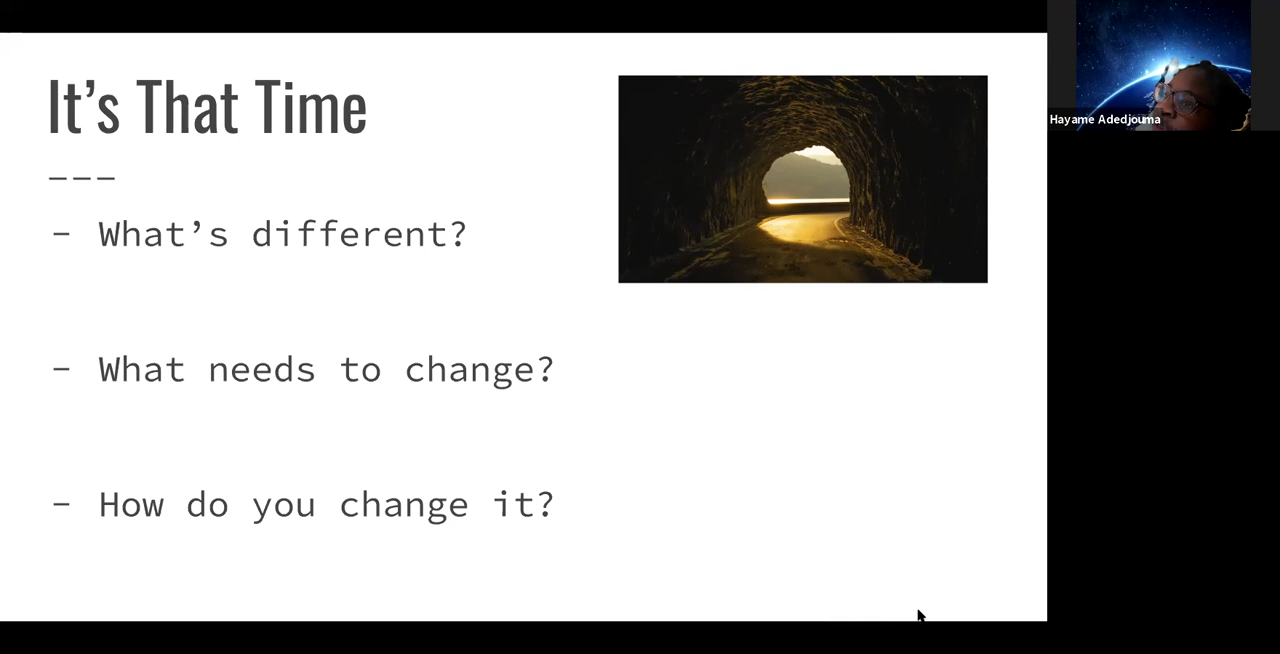 It’s That Time
———
– What’s different?
– What needs to change?
– How do you change it?
Hayame Adedjouma